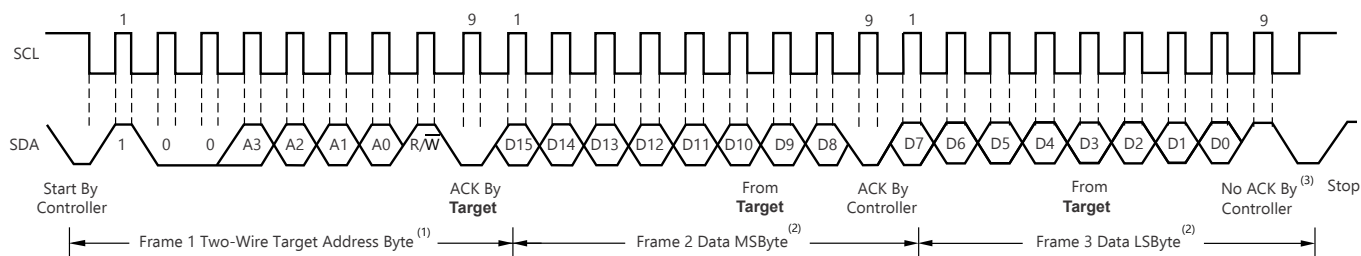 1 9 1 9 1 9
SCL
SDA 1 0 0 A3 A2 A1 A0 R/W D15 D14 D13 D12 D11 D10 D9 D8 D7 D6 D5 D4 D3 D2 D1 D0
Start By Controller
ACK By Target
From Target
ACK By Controller
From Target
No ACK By (3) Controller
Stop
Frame 1 Two-Wire Target Address Byte (1)
Frame 2 Data MSByte (2)
Frame 3 Data LSByte (2)